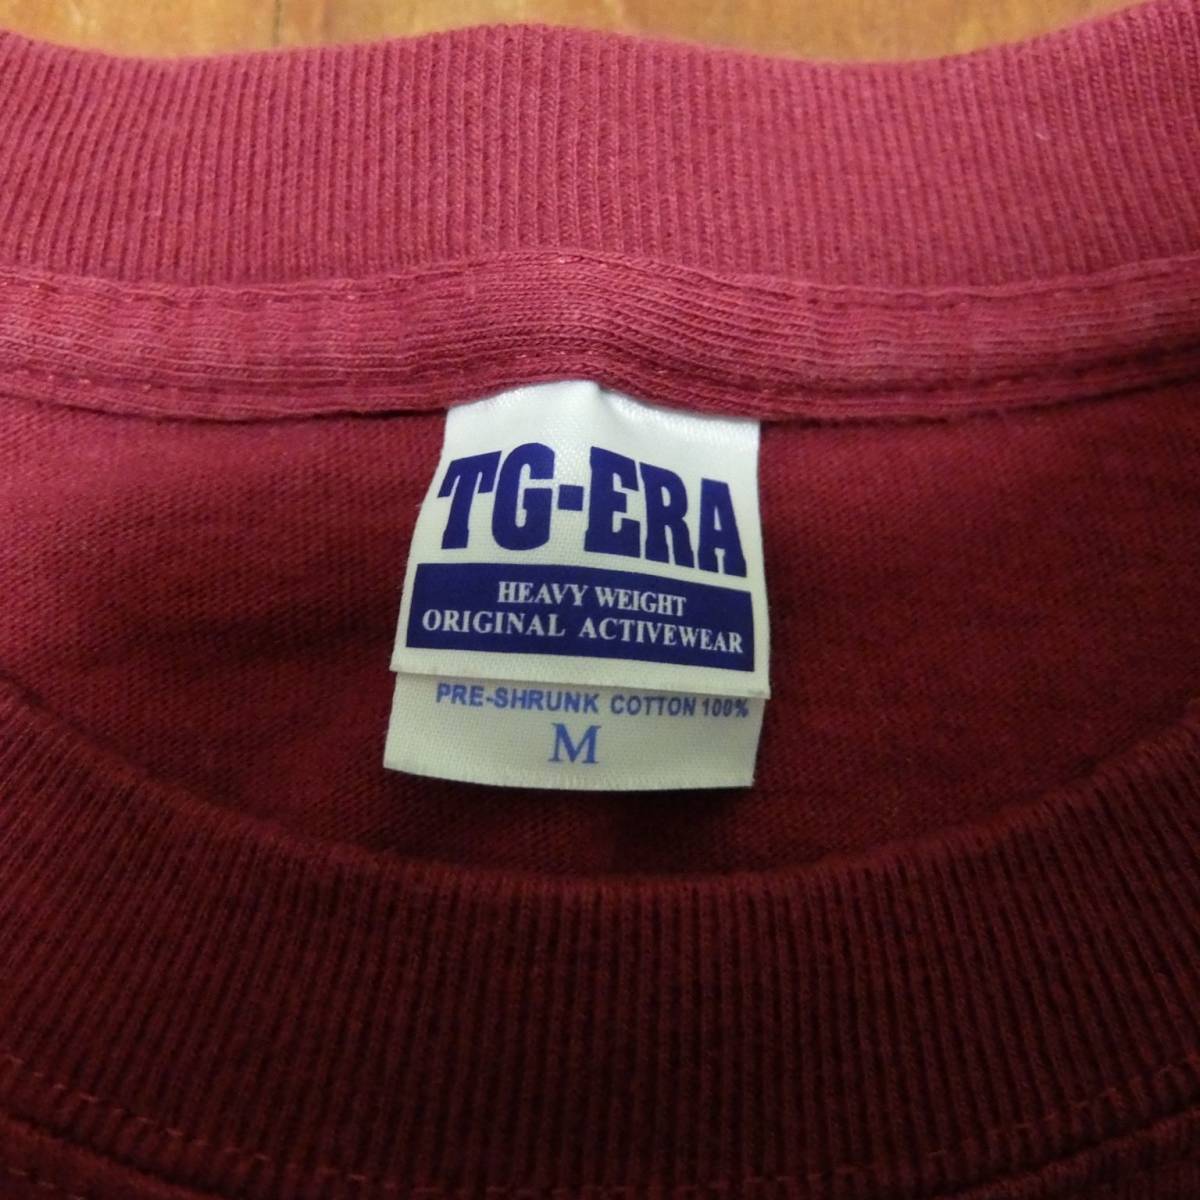 TG-ERA
HEAVY WEIGHT
ORIGINAL ACTIVEWEAR
PRE-SHRUNK COTTON 100%
M